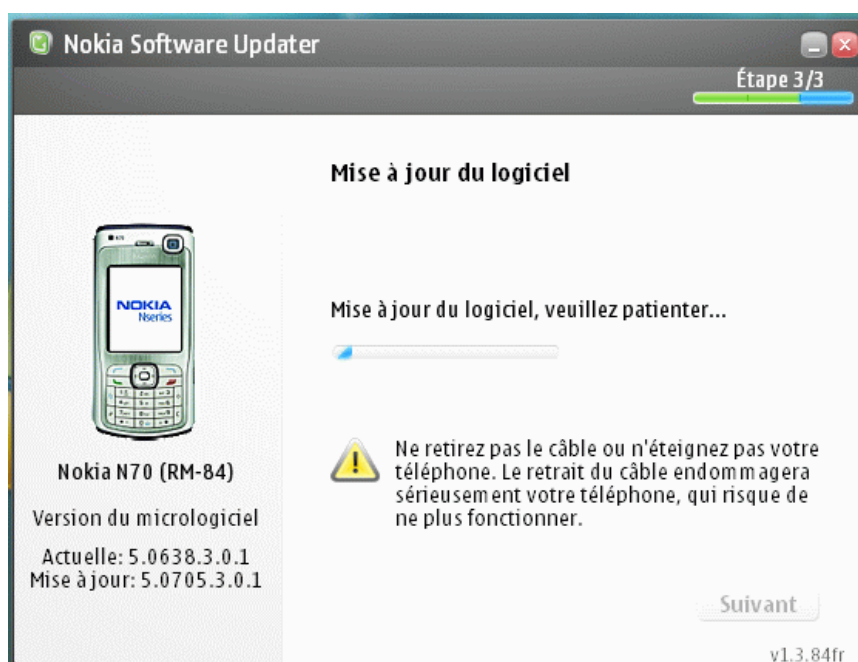 Nokia Software Updater
Étape 3/3
Mise à jour du logiciel
NOKIA
Nseries
Mise à jour du logiciel, veuillez patienter...
Ne retirez pas le câble ou n'éteignez pas votre
téléphone. Le retrait du câble endommagera
sérieusement votre téléphone, qui risque de
ne plus fonctionner.
Nokia N70 (RM-84)
Version du micrologiciel
Actuelle: 5.0638.3.0.1
Mise à jour: 5.0705.3.0.1
Suivant
v1.3.84fr